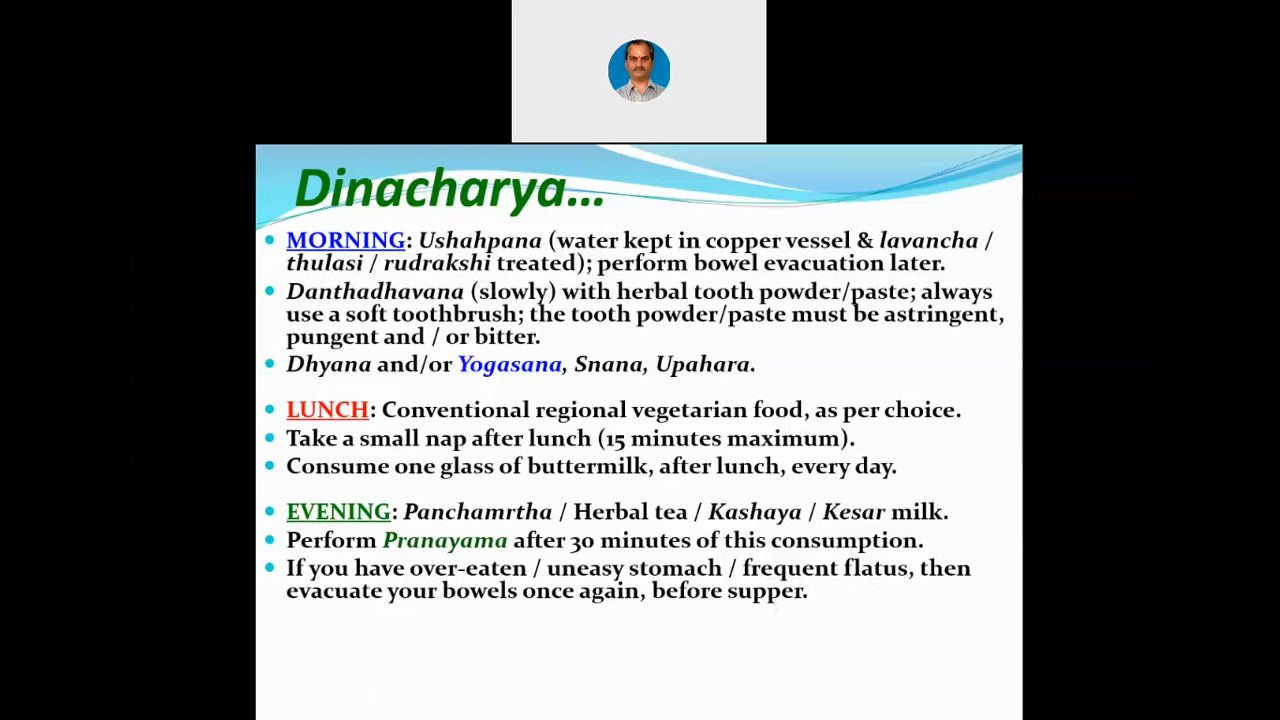 Dinacharya...
MORNING: Ushahpana (water kept in copper vessel & lavancha /
thulasi / rudrakshi treated); perform bowel evacuation later.
Danthadhavana (slowly) with herbal tooth powder/paste; always
use a soft toothbrush; the tooth powder/paste must be astringent,
pungent and / or bitter.
Dhyana and/or Yogasana, Snana, Upahara.
LUNCH: Conventional regional vegetarian food, as per choice.
Take a small nap after lunch (15 minutes maximum).
Consume one glass of buttermilk, after lunch, every day.
EVENING: Panchamrtha / Herbal tea / Kashaya / Kesar milk.
Perform Pranayama after 30 minutes of this consumption.
If you have over-eaten / uneasy stomach / frequent flatus, then
evacuate your bowels once again, before supper.